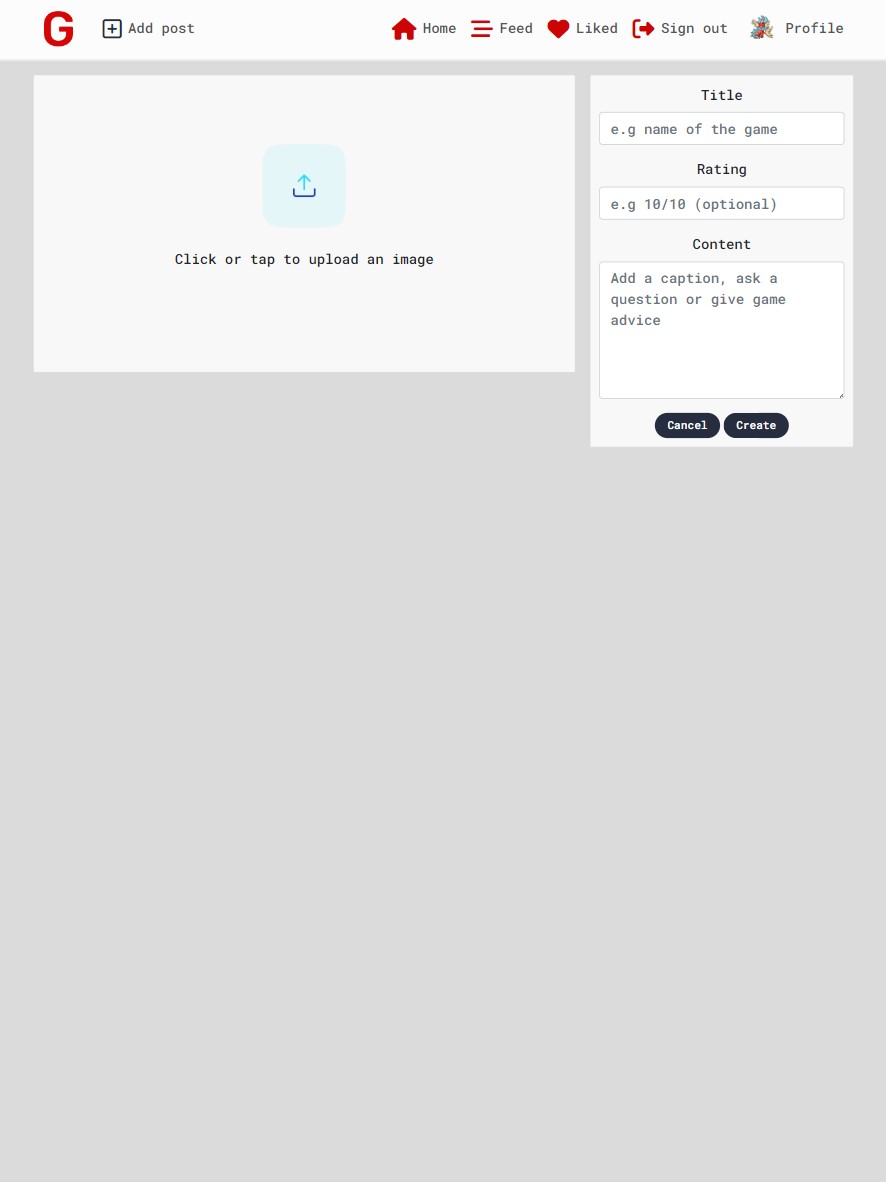 G
Add post
Home
Feed
Liked
Sign out
Profile
Click or tap to upload an image
Title
e.g name of the game
Rating
e.g 10/10 (optional)
Content
Add a caption, ask a
question or give game
advice
Cancel
Create